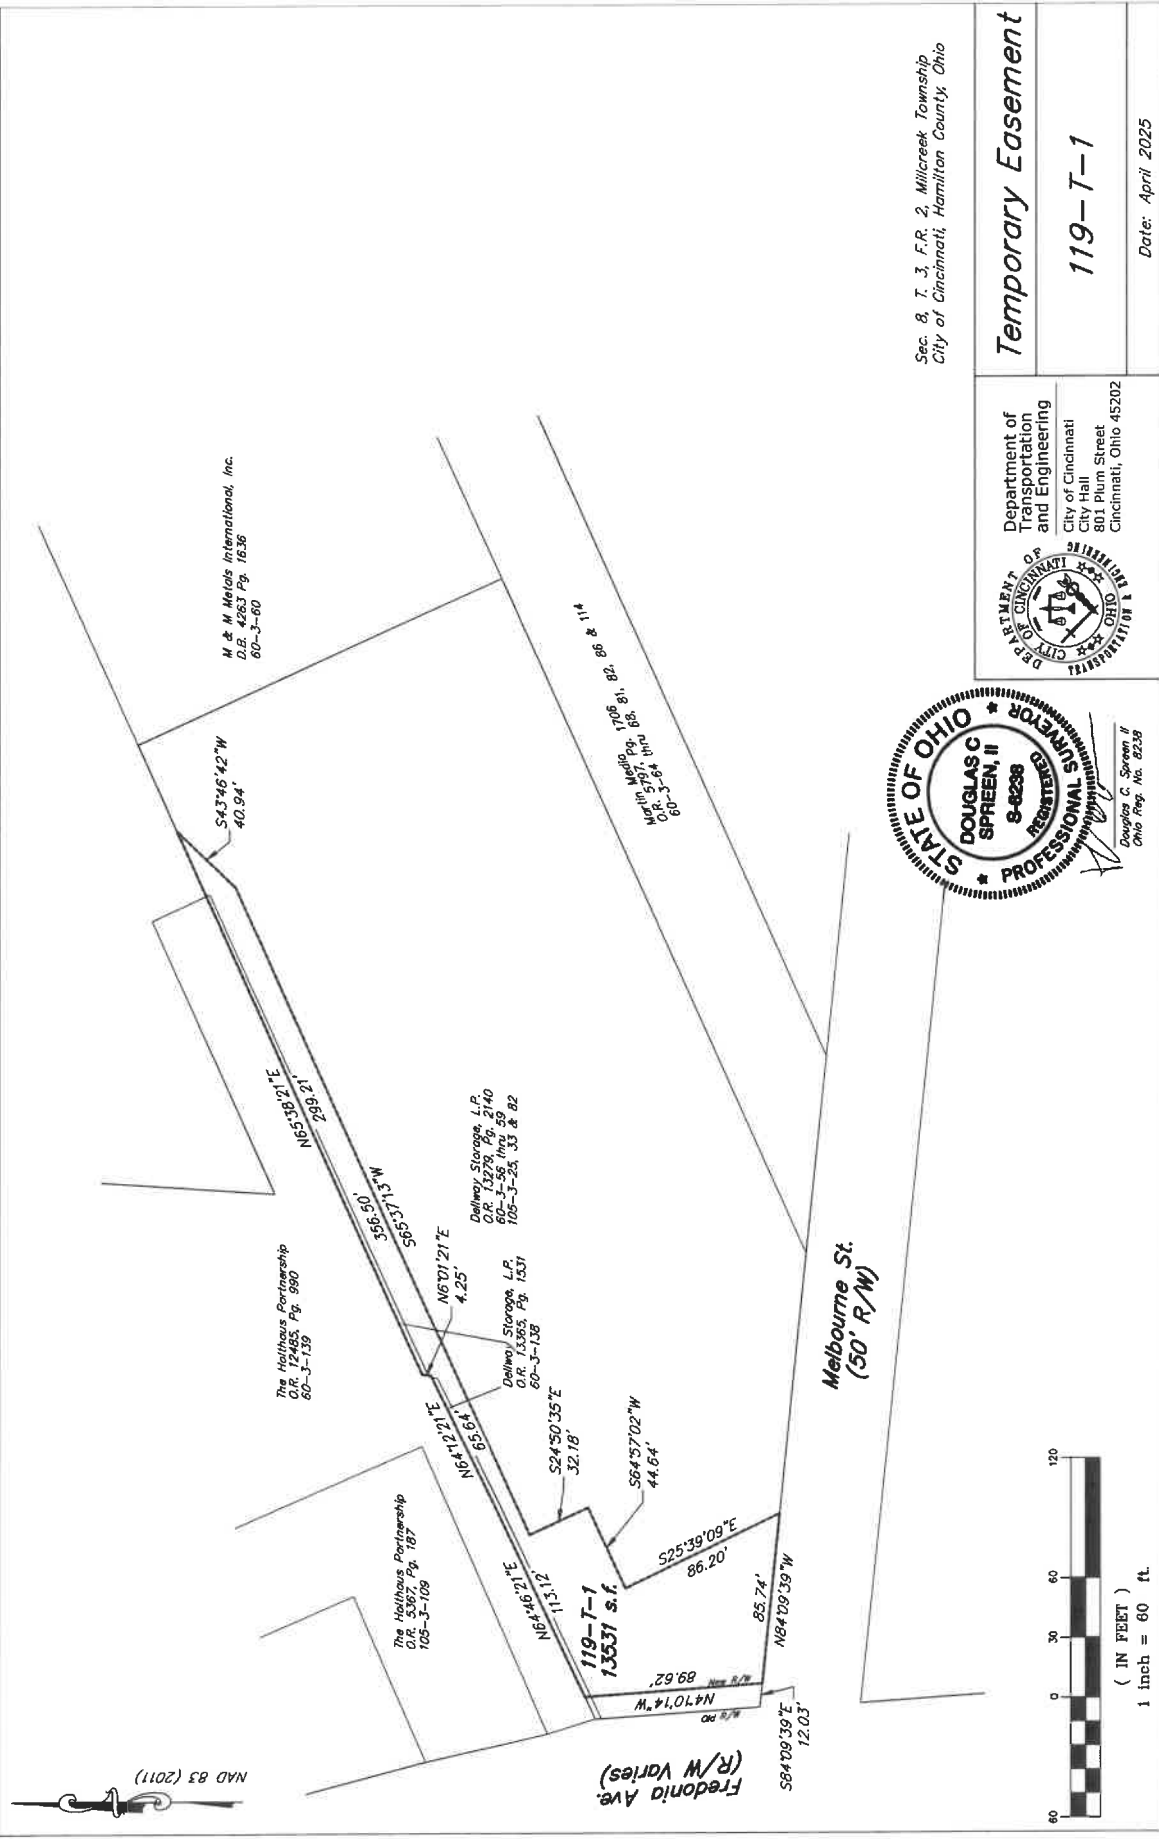 NAD 83 (2011)
M & M Metals International, Inc.
D.B. 4263 Pg. 1636
60-3-60
S43°46'42"W
40.94'
N65°38'21"E
299.21'
356.50'
S65°37'13"W
The Holthaus Partnership
O.R. 12485, Pg. 990
60-3-139
Dellway Storage, L.P.
O.R. 13279, Pg. 2140
60-3-56 thru 59
105-3-25, 33 & 82
N6°01'21"E
4.25'
Dellway Storage, L.P.
O.R. 13365, Pg. 1531
60-3-138
N64°12'21"E
65.64'
The Holthaus Partnership
O.R. 5367, Pg. 187
105-3-109
S24°50'35"E
32.18'
S64°57'02"W
44.64'
N64°46'21"E
113.12'
119-T-1
13531 s.f.
S25°39'09"E
86.20'
89.62'
N4°10'14"W
New R/W
Old R/W
85.74'
N84°09'39"W
S84°09'39"E
12.03'
Fredonia Ave.
(R/W Varies)
Melbourne St.
(50' R/W)
Martin Media
O.R. 5797, Pg. 1706
60-3-64 thru 68, 81, 82, 86 & 114
60 0 30 60 120
( IN FEET )
1 inch = 60 ft.
Sec. 8, T. 3, F.R. 2, Millcreek Township
City of Cincinnati, Hamilton County, Ohio
STATE OF OHIO
DOUGLAS C
SPREEN, II
S-8238
REGISTERED
PROFESSIONAL SURVEYOR
Douglas C. Spreen II
Ohio Reg. No. 8238
DEPARTMENT OF
TRANSPORTATION & ENGINEERING
CITY OF CINCINNATI
OHIO
Department of
Transportation
and Engineering
City of Cincinnati
City Hall
801 Plum Street
Cincinnati, Ohio 45202
Temporary Easement
119-T-1
Date: April 2025